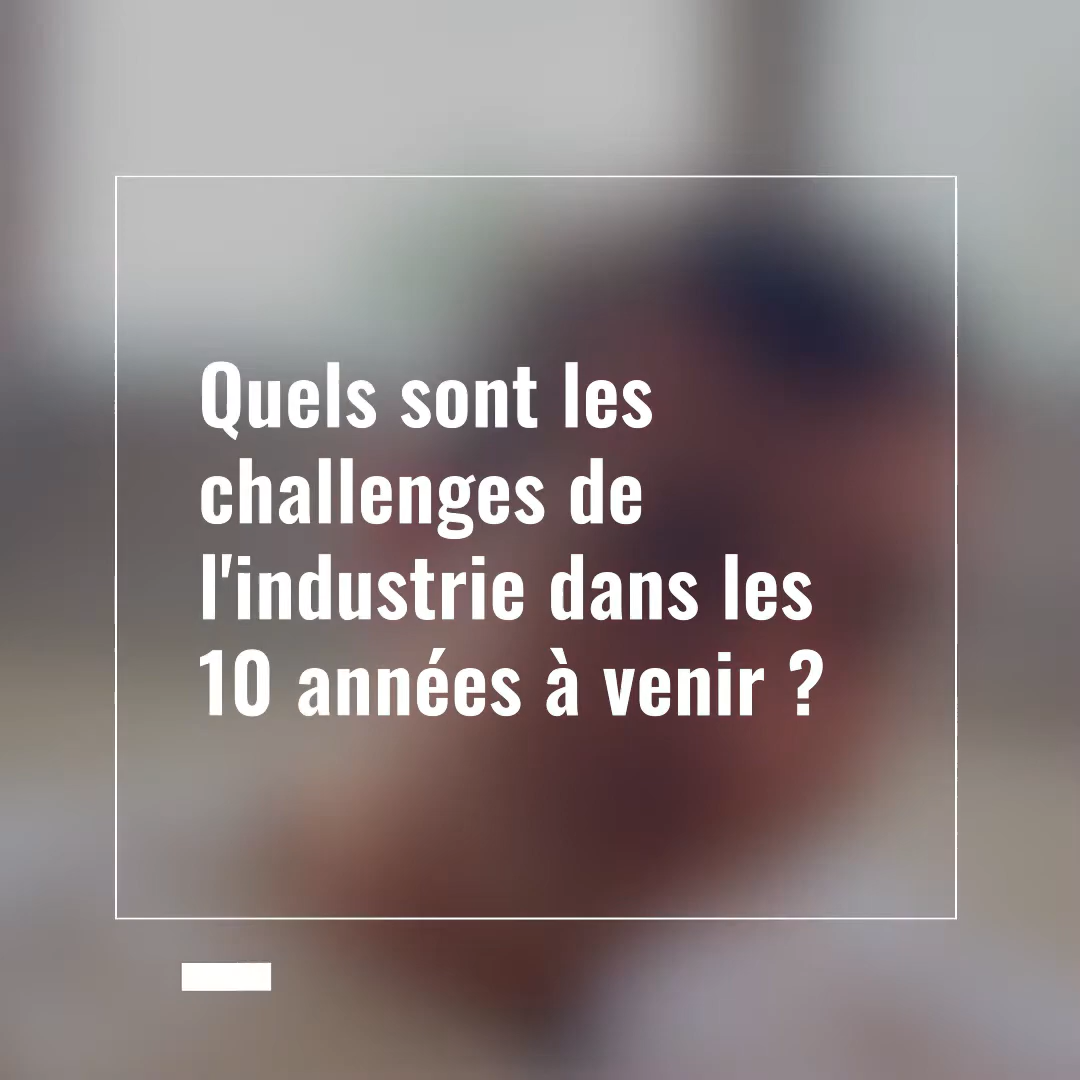 Quels sont les
challenges de
l'industrie dans les
10 années à venir ?